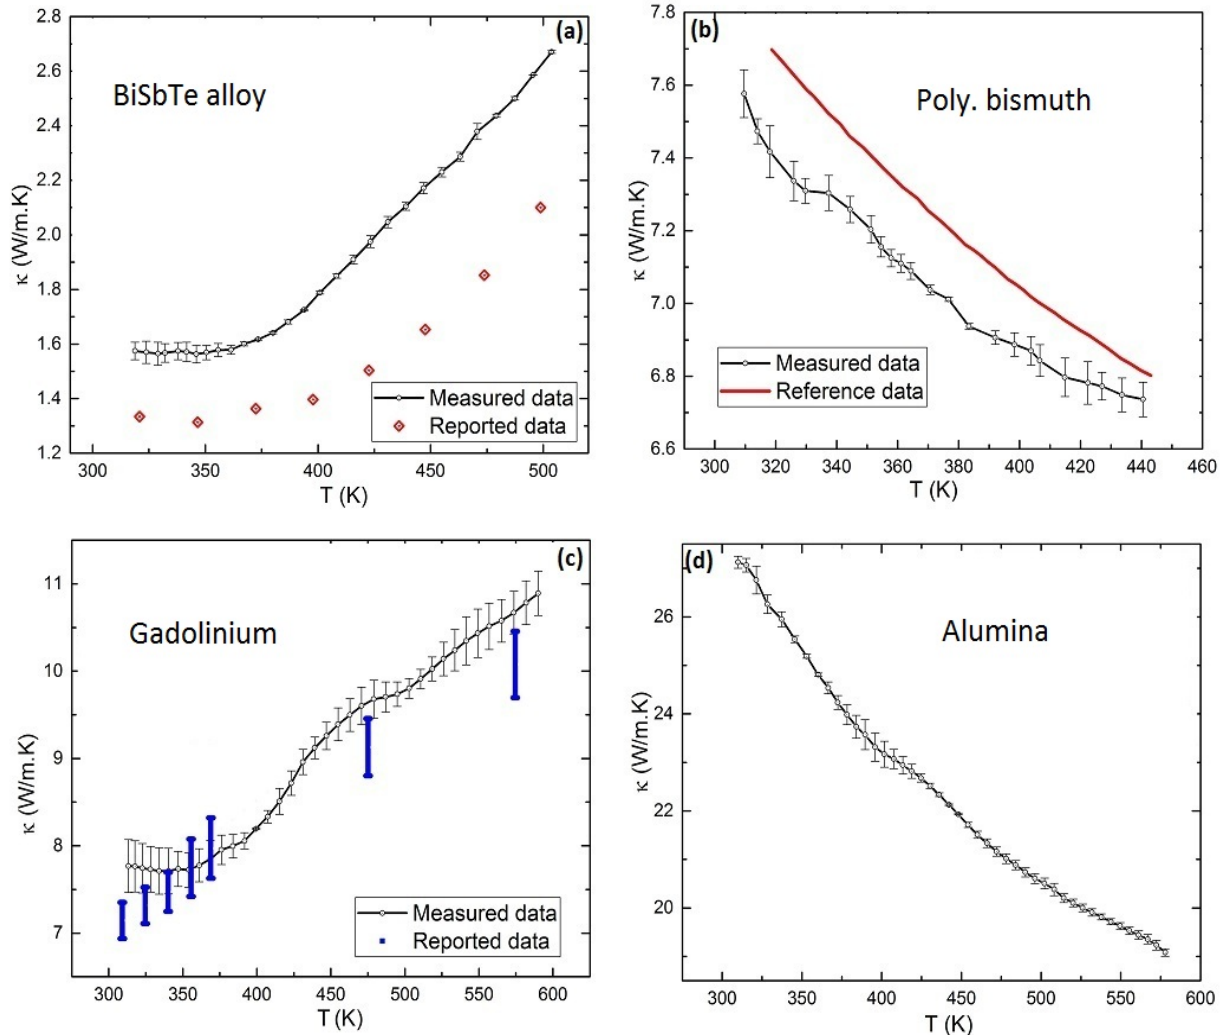 (a)
BiSbTe alloy
2.8
2.6
2.4
2.2
2.0
1.8
1.6
1.4
1.2
κ (W/m.K)
Measured data
Reported data
300 350 400 450 500
T (K)
(b)
Poly. bismuth
7.8
7.6
7.4
7.2
7.0
6.8
6.6
κ (W/m.K)
Measured data
Reference data
300 320 340 360 380 400 420 440 460
T (K)
(c)
Gadolinium
11
10
9
8
7
κ (W/m.K)
Measured data
Reported data
300 350 400 450 500 550 600
T (K)
(d)
Alumina
26
24
22
20
κ (W/m.K)
300 350 400 450 500 550 600
T (K)